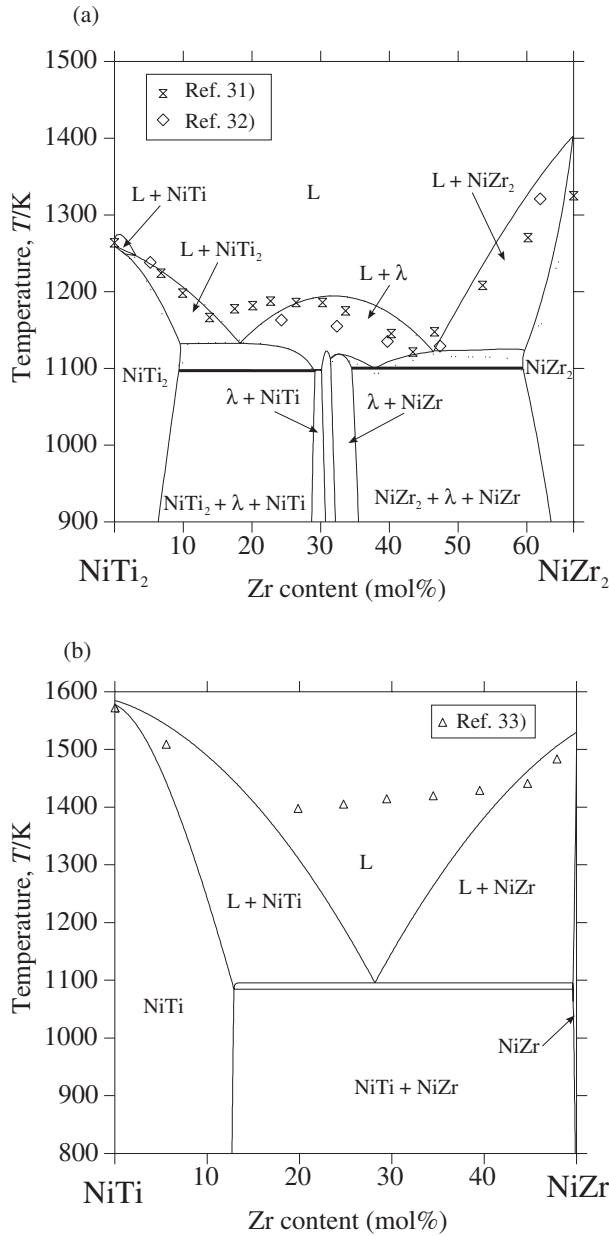 (a)
1500
1400
1300
1200
1100
1000
900
Temperature, T/K
Ref. 31)
Ref. 32)
L + NiTi
L
L + NiZr₂
L + NiTi₂
L + λ
NiTi₂
NiZr₂
λ + NiTi
λ + NiZr
NiTi₂ + λ + NiTi
NiZr₂ + λ + NiZr
10 20 30 40 50 60
NiTi₂
NiZr₂
Zr content (mol%)
(b)
1600
1500
1400
1300
1200
1100
1000
900
800
Temperature, T/K
Ref. 33)
L
L + NiTi
L + NiZr
NiTi
NiZr
NiTi + NiZr
10 20 30 40
NiTi
NiZr
Zr content (mol%)